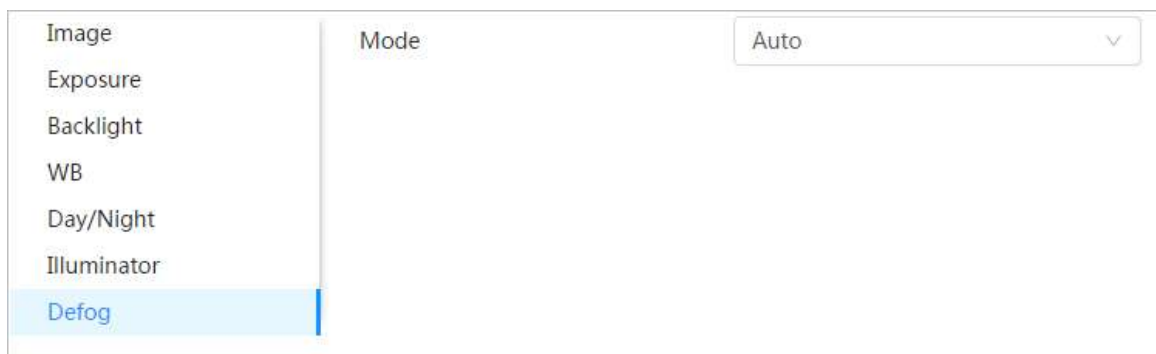 Image
Exposure
Backlight
WB
Day/Night
Illuminator
Defog
Mode
Auto